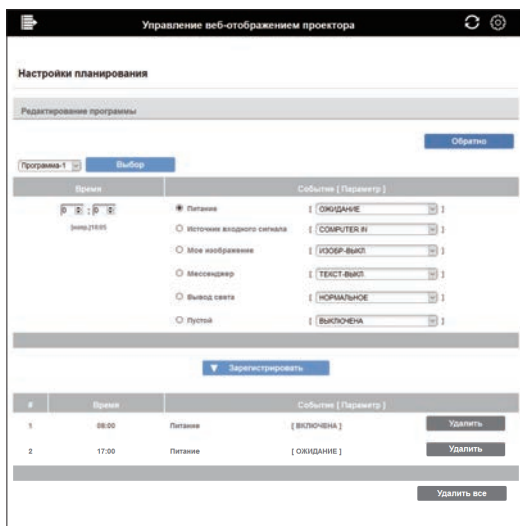 Управление веб-отображением проектора
Настройки планирования
Редактирование программы
Обратно
Программа-1 Выбор
Время Событие [ Параметр ]
0 : 0 Питание [ ОЖИДАНИЕ ]
[напр.]18:05 Источник входного сигнала [ COMPUTER IN ]
Мое изображение [ ИЗОБР-ВЫКЛ. ]
Мессенджер [ ТЕКСТ-ВЫКЛ. ]
Вывод света [ НОРМАЛЬНОЕ ]
Пустой [ ВЫКЛЮЧЕНА ]
Зарегистрировать
# Время Событие [ Параметр ]
1 08:00 Питание [ ВКЛЮЧЕНА ] Удалить
2 17:00 Питание [ ОЖИДАНИЕ ] Удалить
Удалить все